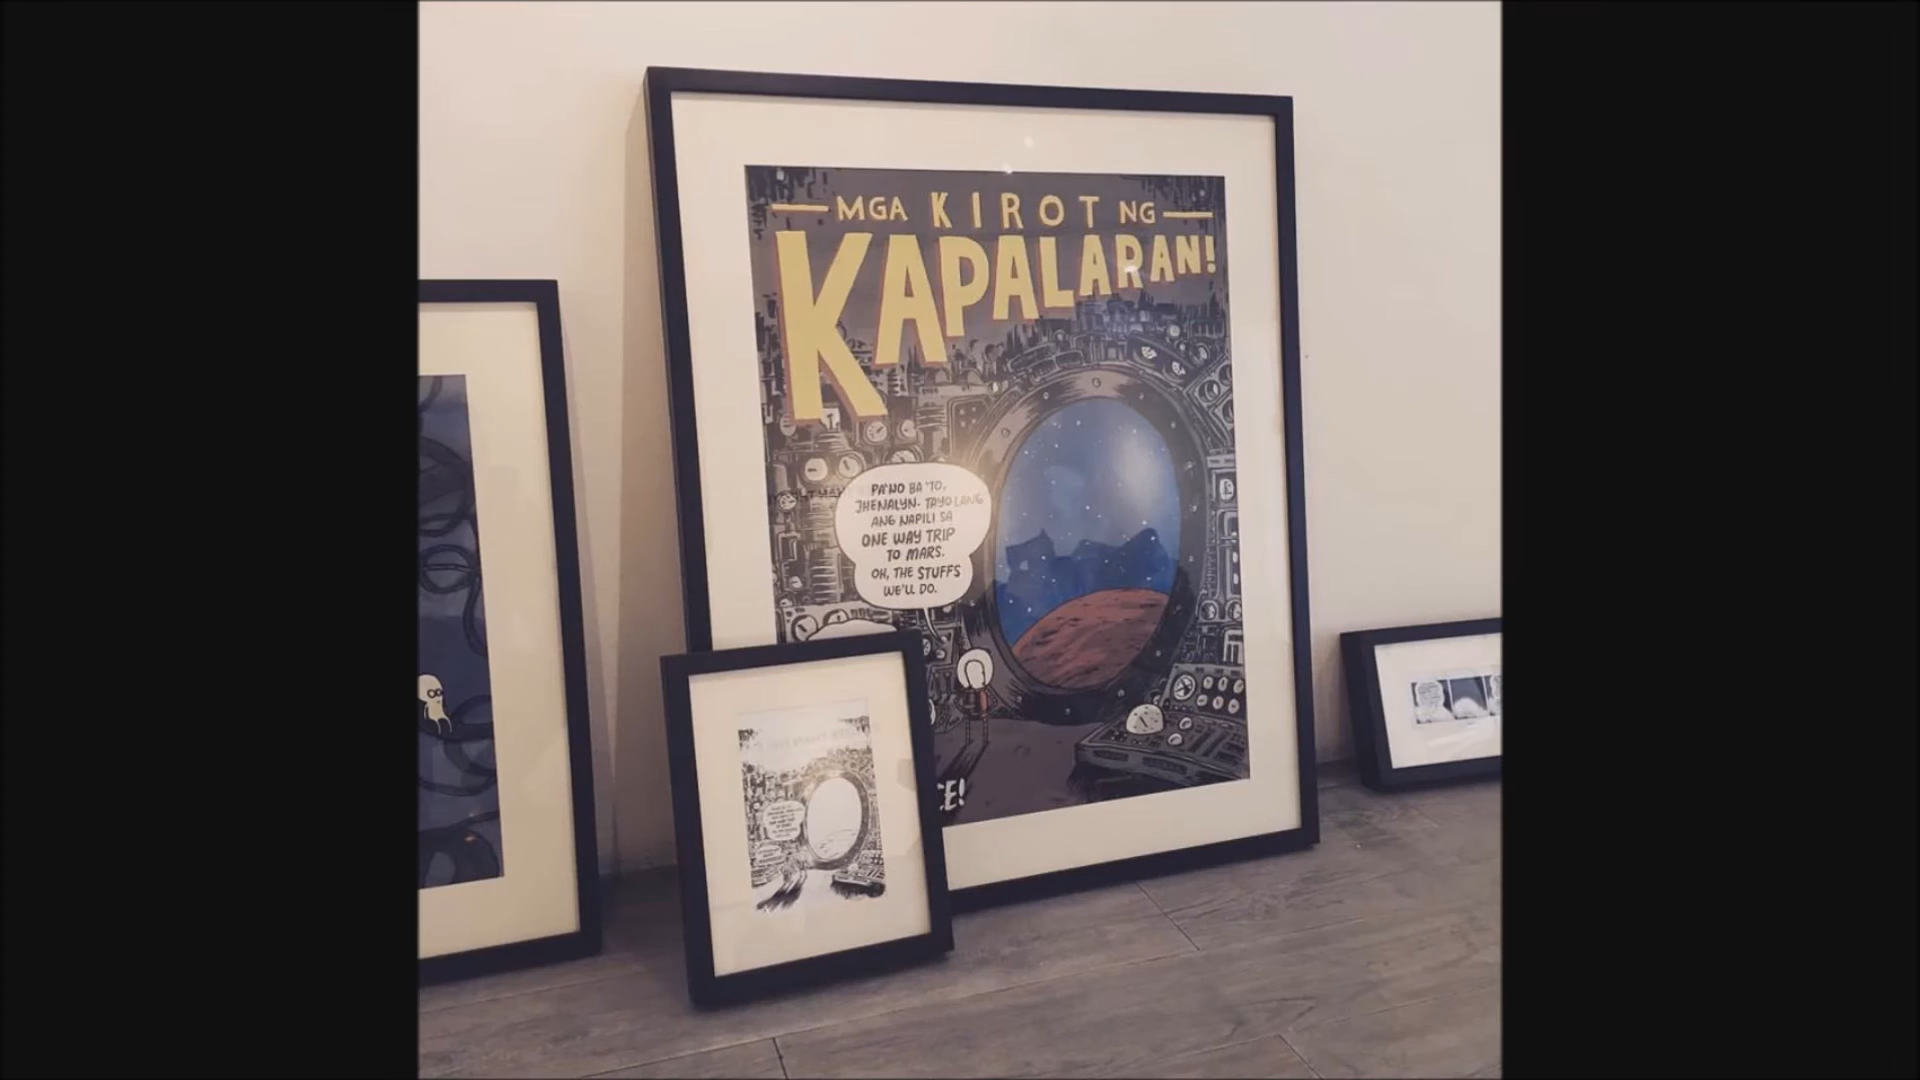 MGA KIROT NG
KAPALARAN!
PA'NO BA 'TO,
JHENALYN. TAYO LANG
ANG NAPILI SA
ONE WAY TRIP
TO MARS.
OH, THE STUFFS
WE'LL DO.